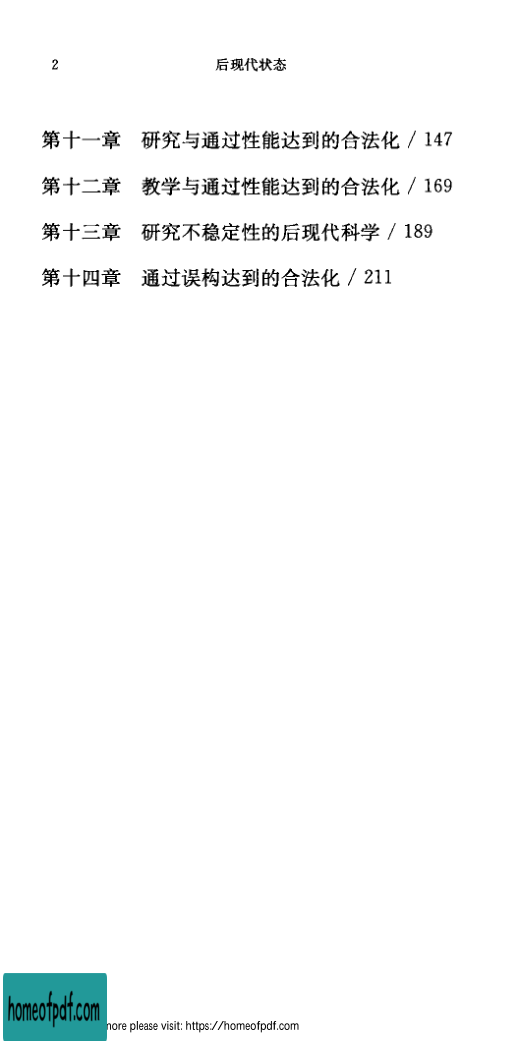 2 后现代状态
第十一章 研究与通过性能达到的合法化 / 147
第十二章 教学与通过性能达到的合法化 / 169
第十三章 研究不稳定性的后现代科学 / 189
第十四章 通过误构达到的合法化 / 211
homeofpdf.com
more please visit: https://homeofpdf.com